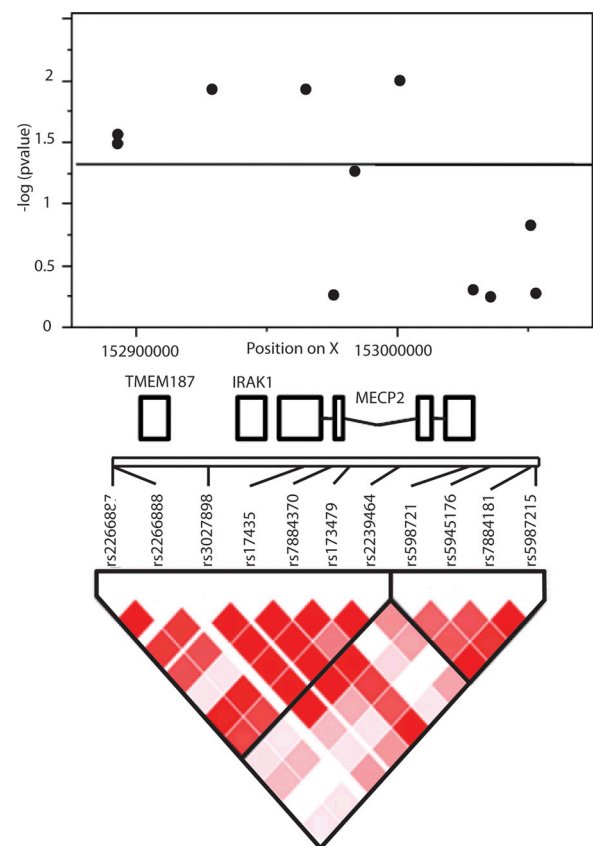 2
1.5
1
0.5
0
-log (pvalue)
152900000
Position on X
153000000
TMEM187
IRAK1
MECP2
rs2266887
rs2266888
rs3027898
rs17435
rs7884370
rs173479
rs2239464
rs598721
rs5945176
rs7884181
rs5987215